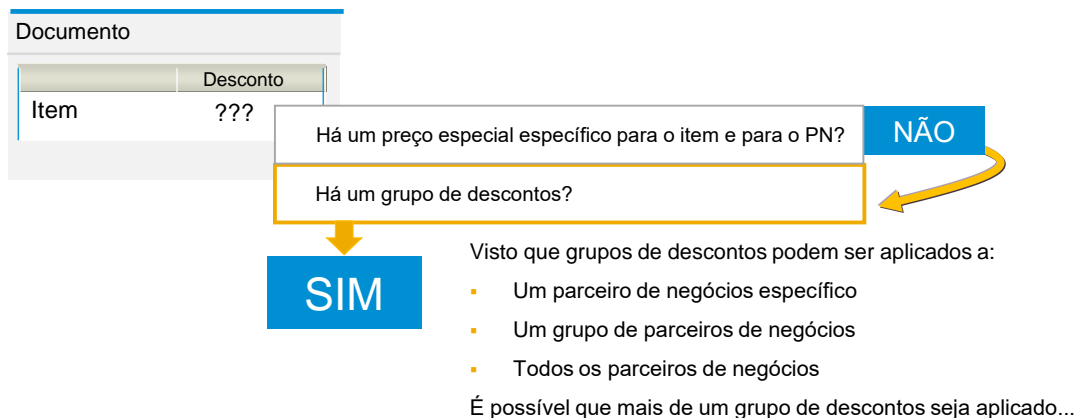 Documento
Desconto
Item ???
Há um preço especial específico para o item e para o PN?
NÃO
Há um grupo de descontos?
SIM
Visto que grupos de descontos podem ser aplicados a:
▪ Um parceiro de negócios específico
▪ Um grupo de parceiros de negócios
▪ Todos os parceiros de negócios
É possível que mais de um grupo de descontos seja aplicado...